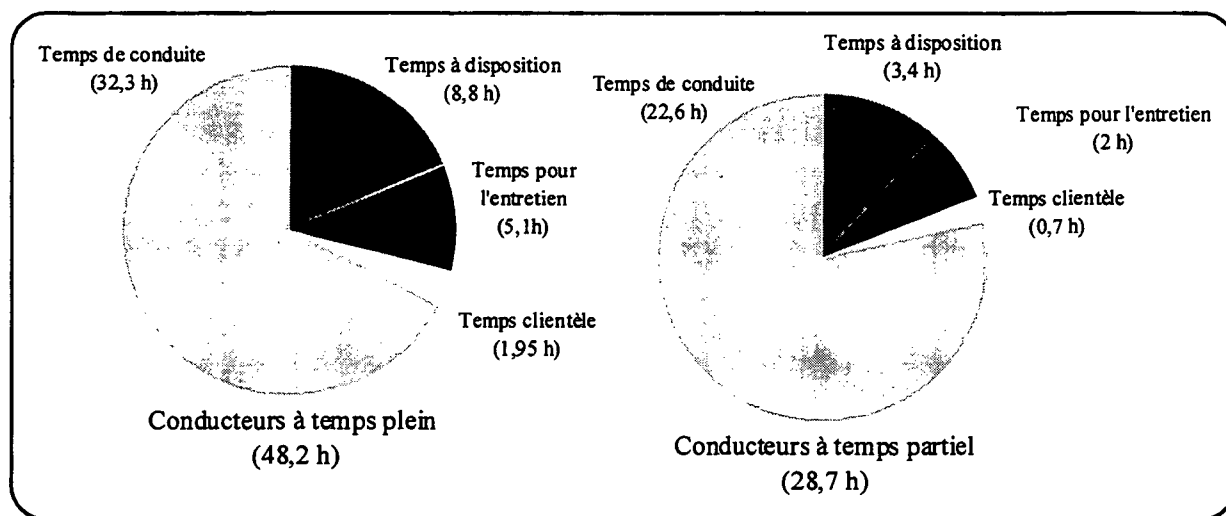 Temps de conduite
(32,3 h)
Temps à disposition
(8,8 h)
Temps pour
l'entretien
(5,1h)
Temps clientèle
(1,95 h)
Conducteurs à temps plein
(48,2 h)
Temps à disposition
(3,4 h)
Temps de conduite
(22,6 h)
Temps pour l'entretien
(2 h)
Temps clientèle
(0,7 h)
Conducteurs à temps partiel
(28,7 h)